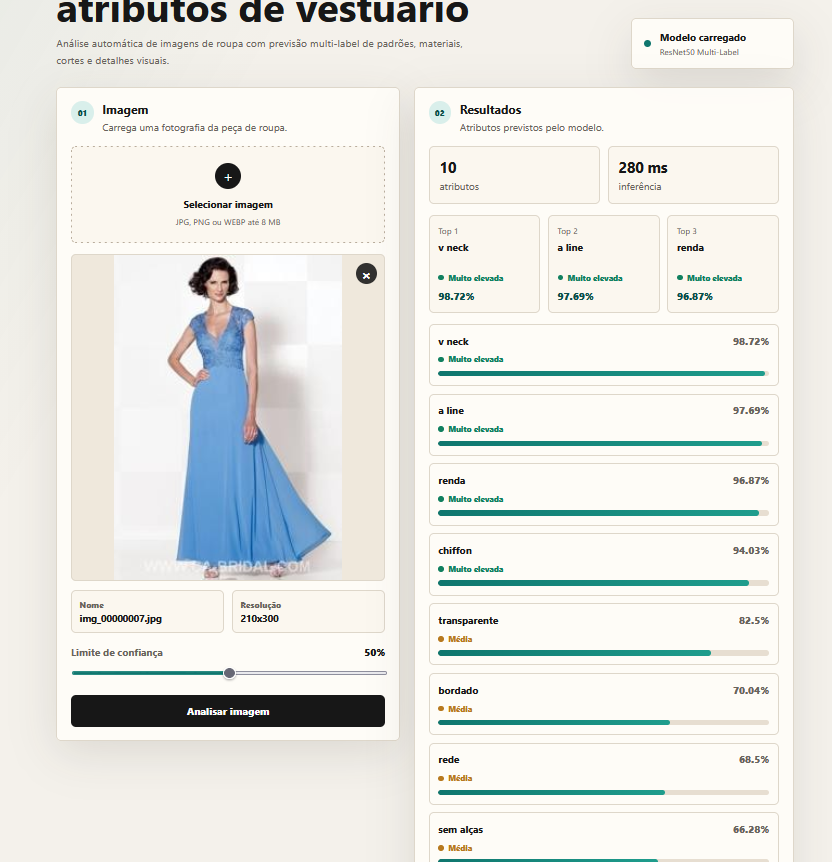 atributos de vestuário
Análise automática de imagens de roupa com previsão multi-label de padrões, materiais,
cortes e detalhes visuais.
Modelo carregado
ResNet50 Multi-Label
01
Imagem
Carrega uma fotografia da peça de roupa.
+
Selecionar imagem
JPG, PNG ou WEBP até 8 MB
×
WWW.CA-BRIDAL.COM
Nome
img_00000007.jpg
Resolução
210x300
Limite de confiança
50%
Analisar imagem
02
Resultados
Atributos previstos pelo modelo.
10
atributos
280 ms
inferência
Top 1
v neck
Muito elevada
98.72%
Top 2
a line
Muito elevada
97.69%
Top 3
renda
Muito elevada
96.87%
v neck
98.72%
Muito elevada
a line
97.69%
Muito elevada
renda
96.87%
Muito elevada
chiffon
94.03%
Muito elevada
transparente
82.5%
Média
bordado
70.04%
Média
rede
68.5%
Média
sem alças
66.28%
Média